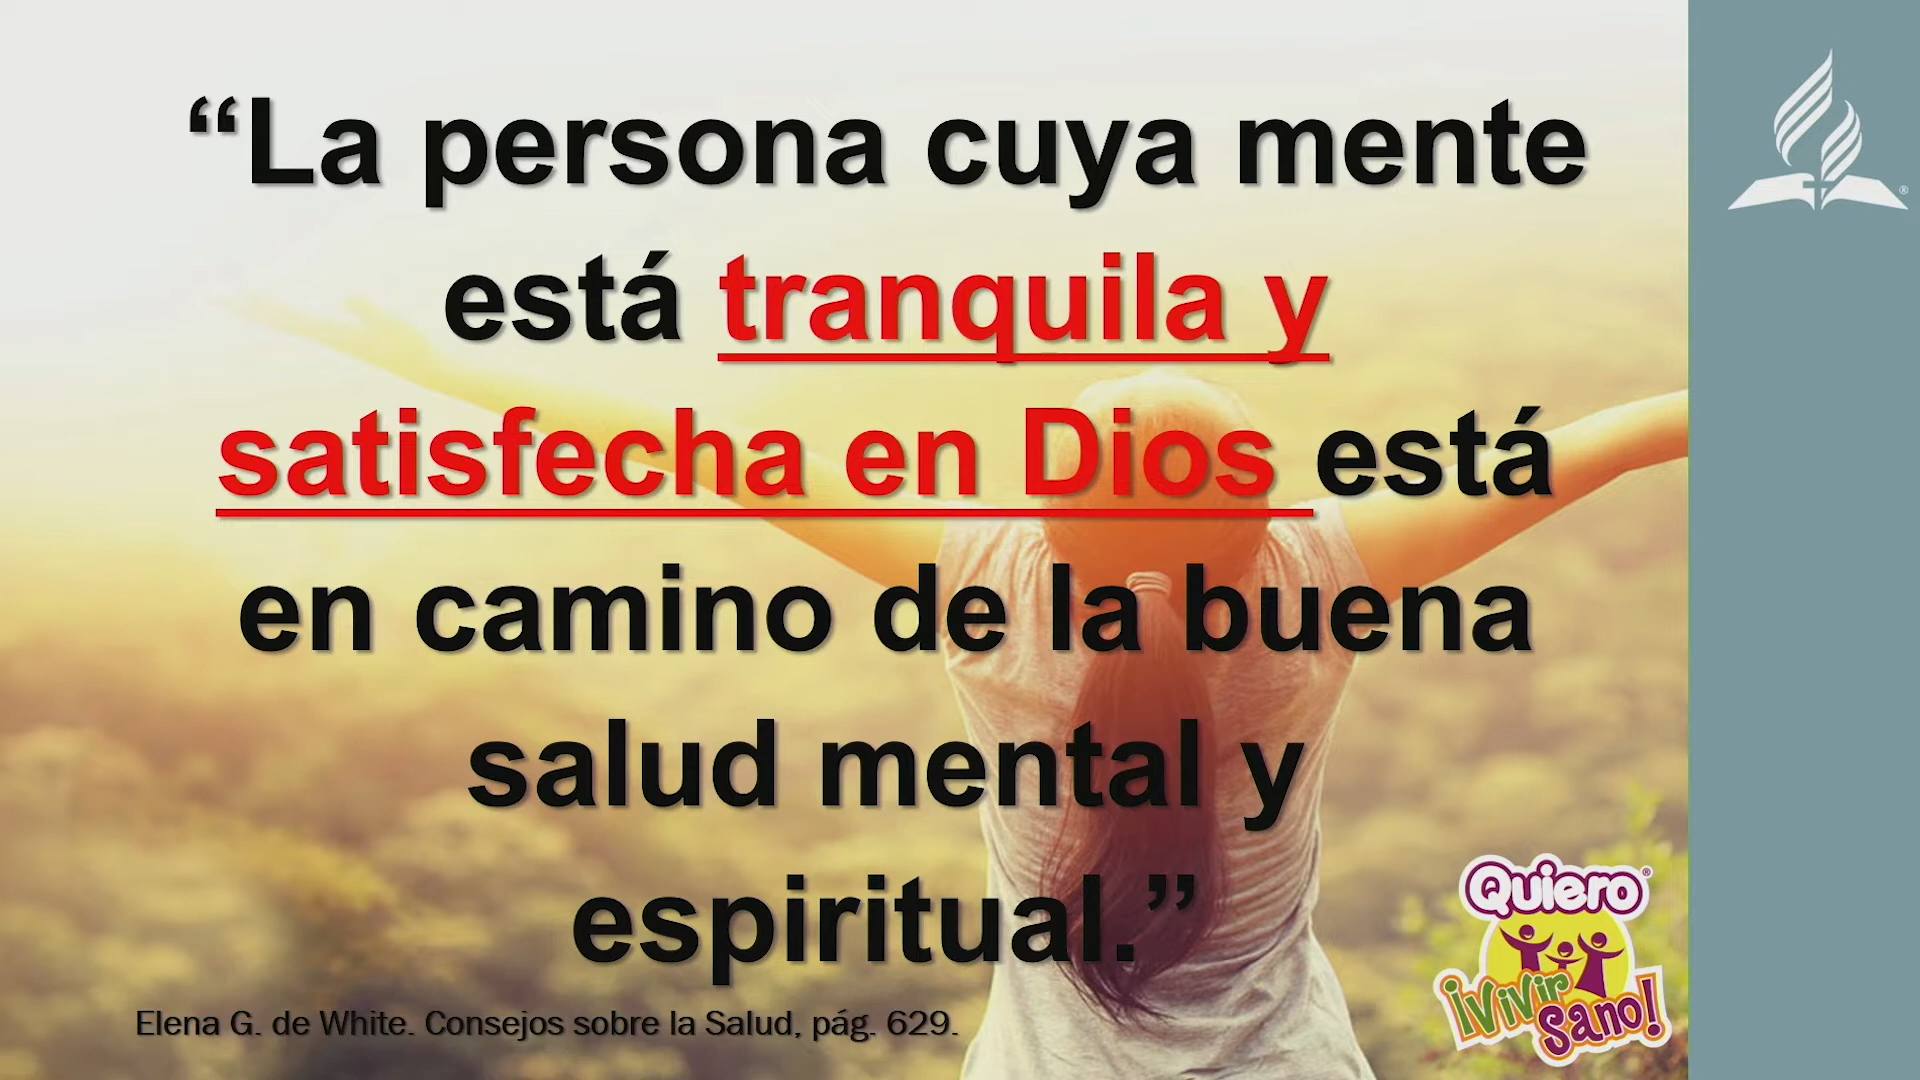 “La persona cuya mente
está tranquila y
satisfecha en Dios está
en camino de la buena
salud mental y
espiritual.”
Elena G. de White. Consejos sobre la Salud, pág. 629.
Quiero®
¡Vivir
Sano!
®